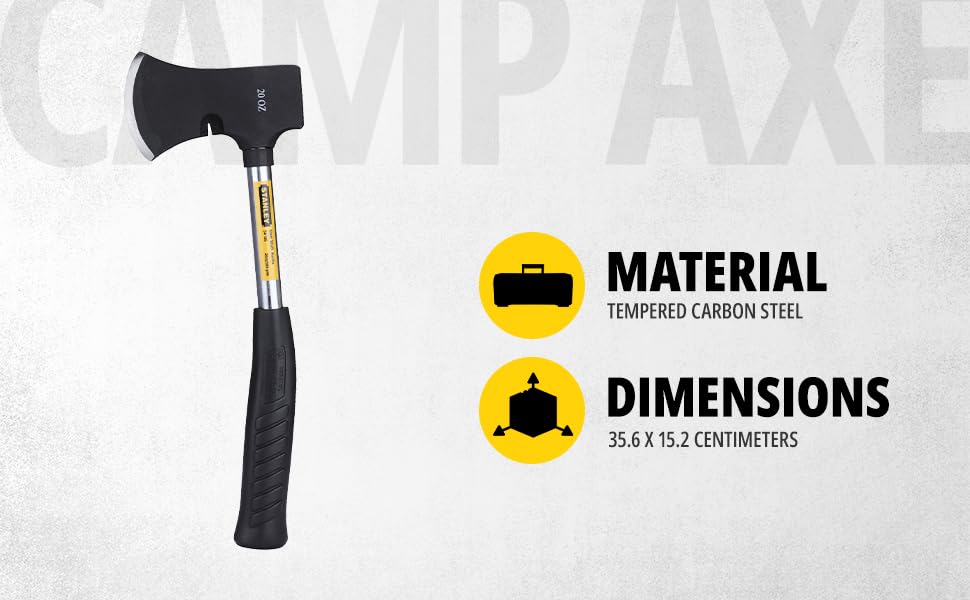 CAMP AXE
20 OZ
STANLEY
MATERIAL
TEMPERED CARBON STEEL
DIMENSIONS
35.6 X 15.2 CENTIMETERS